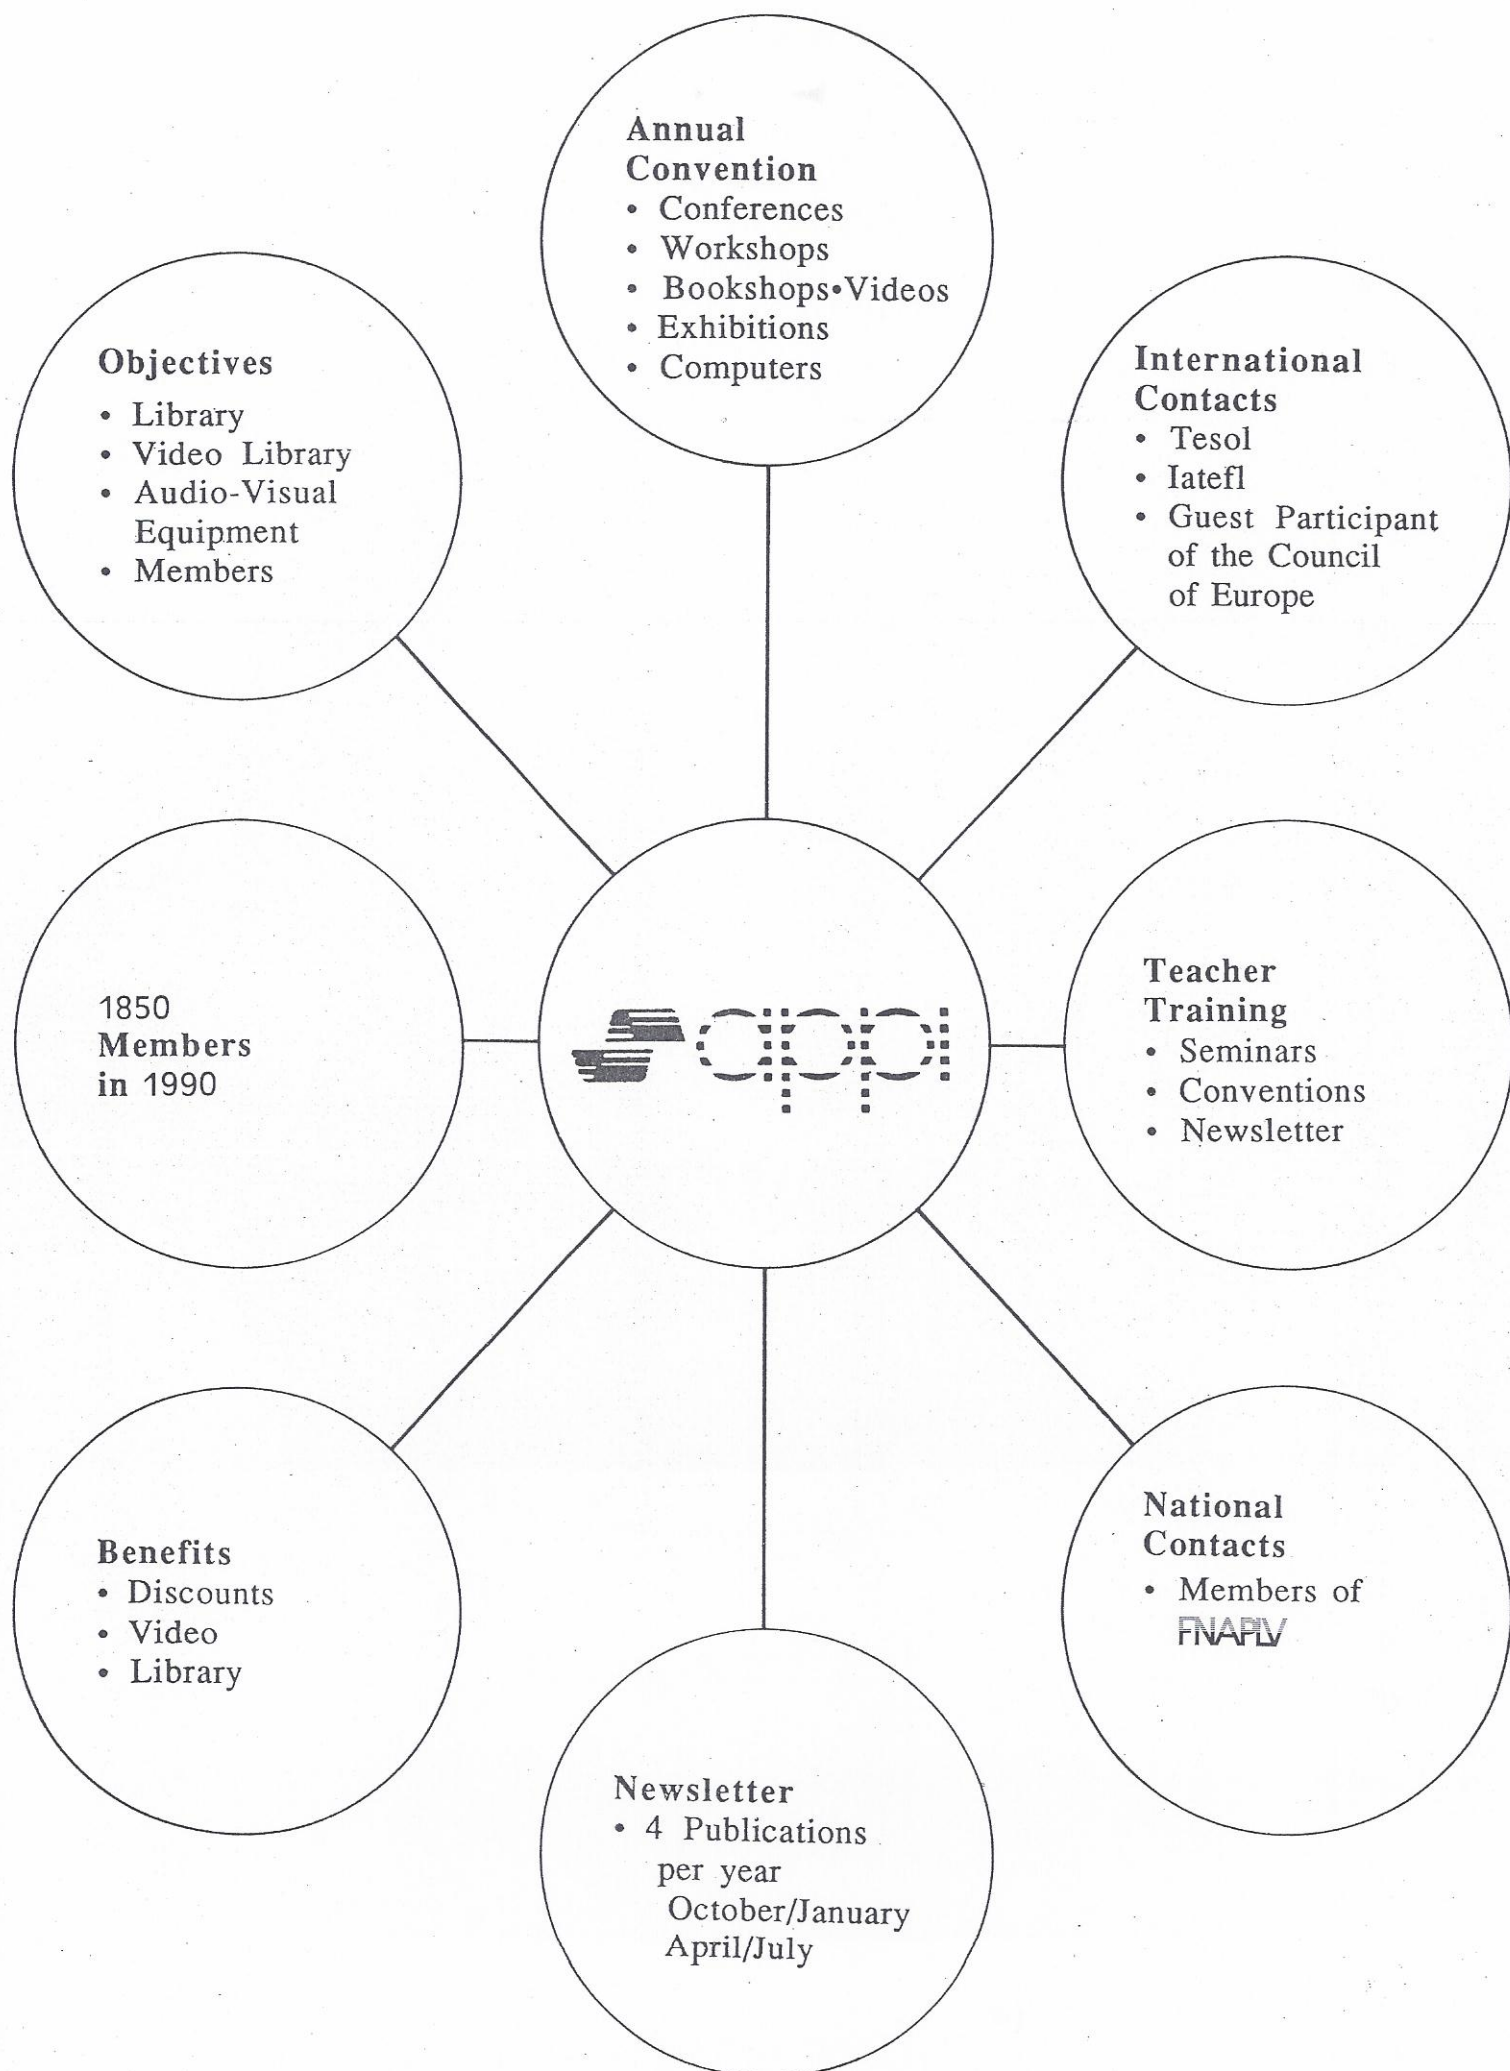 Annual
Convention
• Conferences
• Workshops
• Bookshops•Videos
• Exhibitions
• Computers
Objectives
• Library
• Video Library
• Audio-Visual
Equipment
• Members
International
Contacts
• Tesol
• Iatefl
• Guest Participant
of the Council
of Europe
1850
Members
in 1990
appi
Teacher
Training
• Seminars
• Conventions
• Newsletter
Benefits
• Discounts
• Video
• Library
National
Contacts
• Members of
FNAPLV
Newsletter
• 4 Publications
per year
October/January
April/July